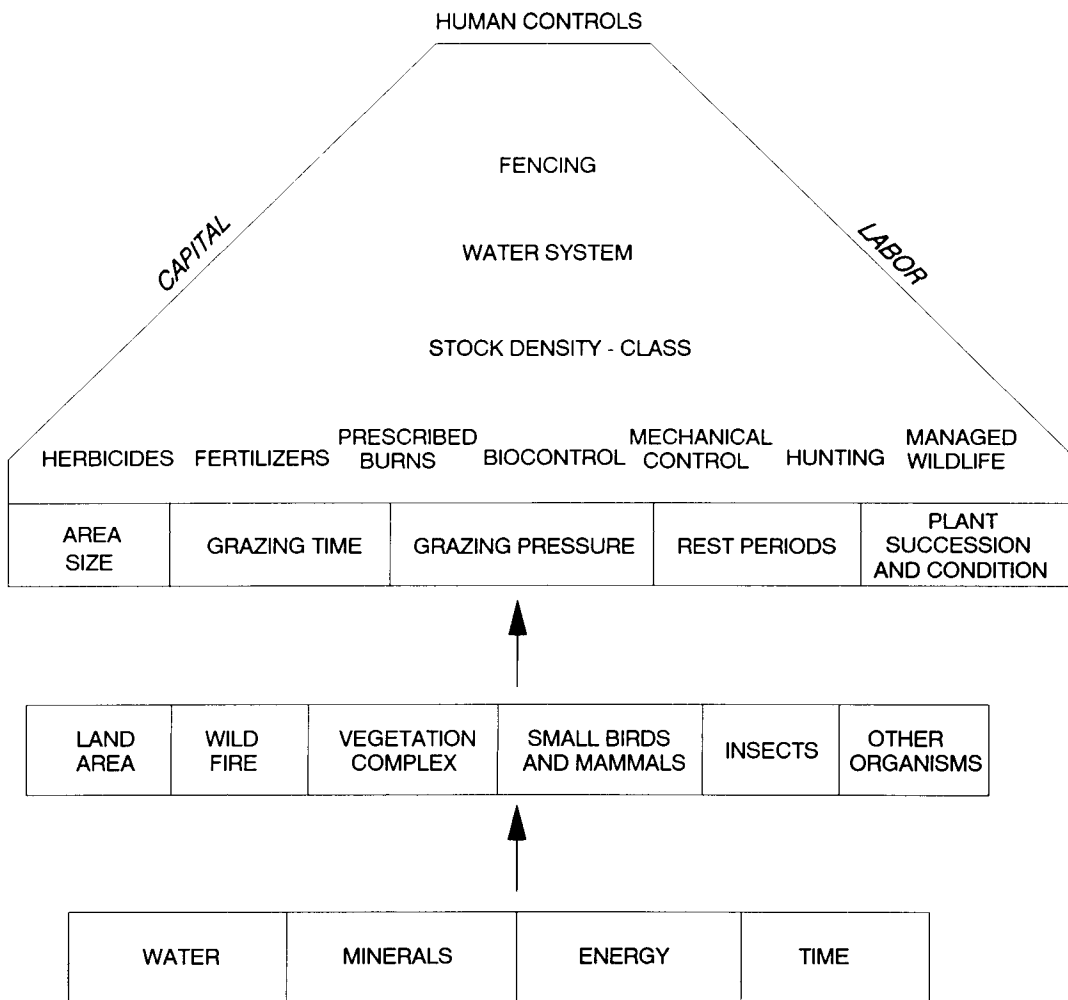 HUMAN CONTROLS
FENCING
CAPITAL
LABOR
WATER SYSTEM
STOCK DENSITY - CLASS
HERBICIDES
FERTILIZERS
PRESCRIBED
BURNS
BIOCONTROL
MECHANICAL
CONTROL
HUNTING
MANAGED
WILDLIFE
AREA
SIZE
GRAZING TIME
GRAZING PRESSURE
REST PERIODS
PLANT
SUCCESSION
AND CONDITION
LAND
AREA
WILD
FIRE
VEGETATION
COMPLEX
SMALL BIRDS
AND MAMMALS
INSECTS
OTHER
ORGANISMS
WATER
MINERALS
ENERGY
TIME